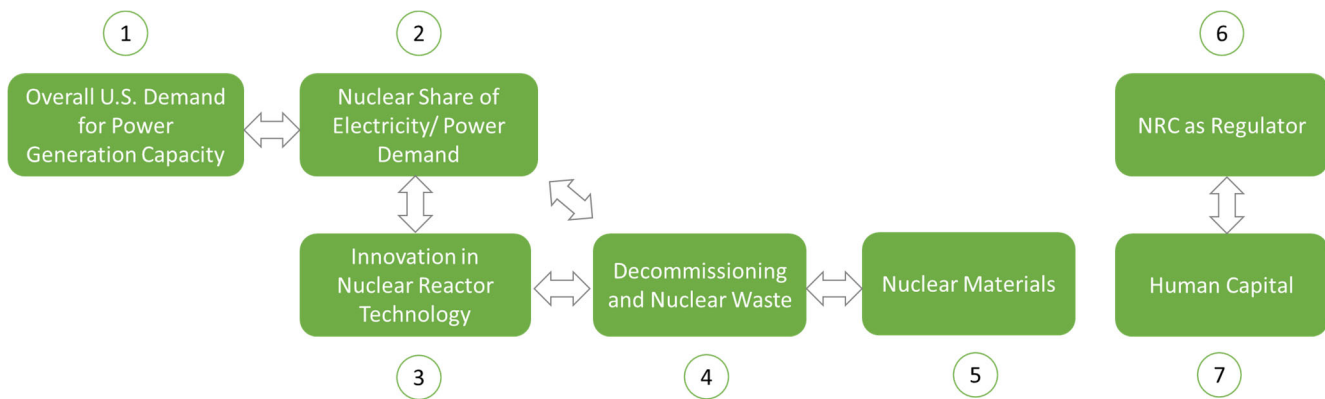 1
2
6
Overall U.S. Demand
for Power
Generation Capacity
Nuclear Share of
Electricity/ Power
Demand
NRC as Regulator
Innovation in
Nuclear Reactor
Technology
Decommissioning
and Nuclear Waste
Nuclear Materials
Human Capital
3
4
5
7